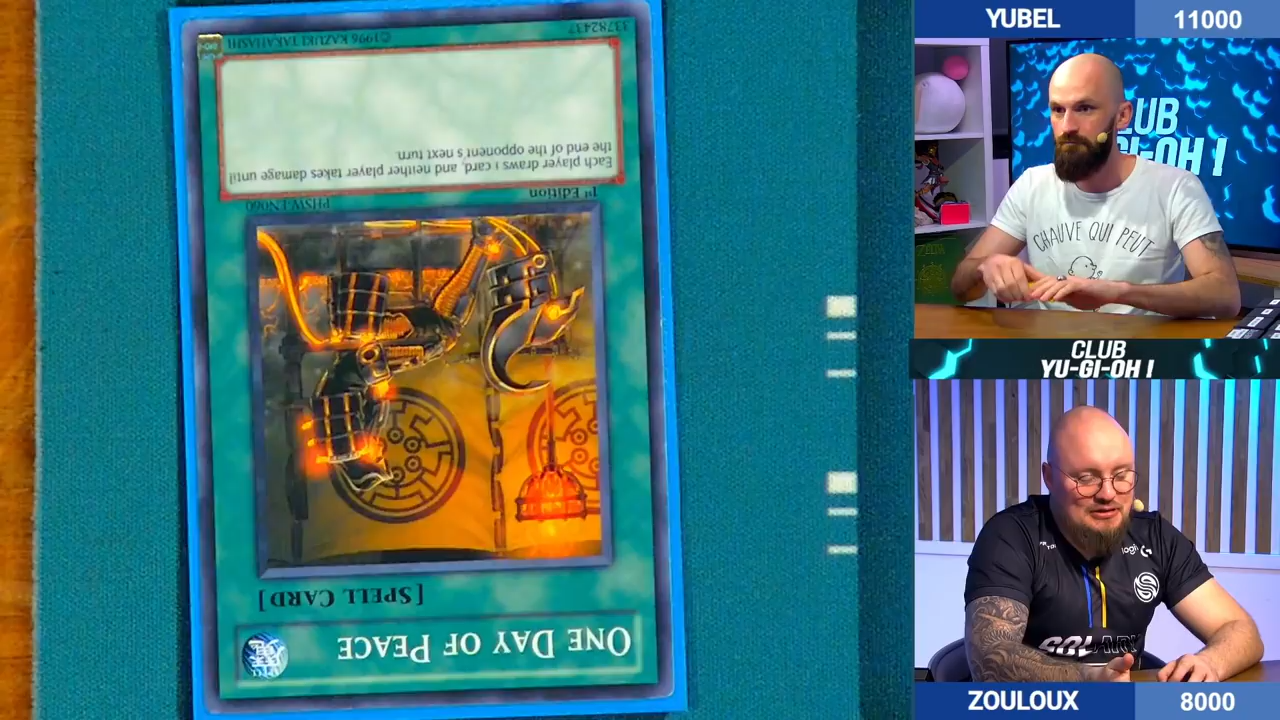 ONE DAY OF PEACE
[SPELL CARD]
PHSW-EN060
1st Edition
Each player draws 1 card, and neither player takes damage until
the end of the opponent's next turn.
33782437
©1996 KAZUKI TAKAHASHI
YUBEL
11000
CLUB
YU-GI-OH !
CHAUVE QUI PEUT
CLUB
YU-GI-OH !
logi
SOLARY
ZOULOUX
8000